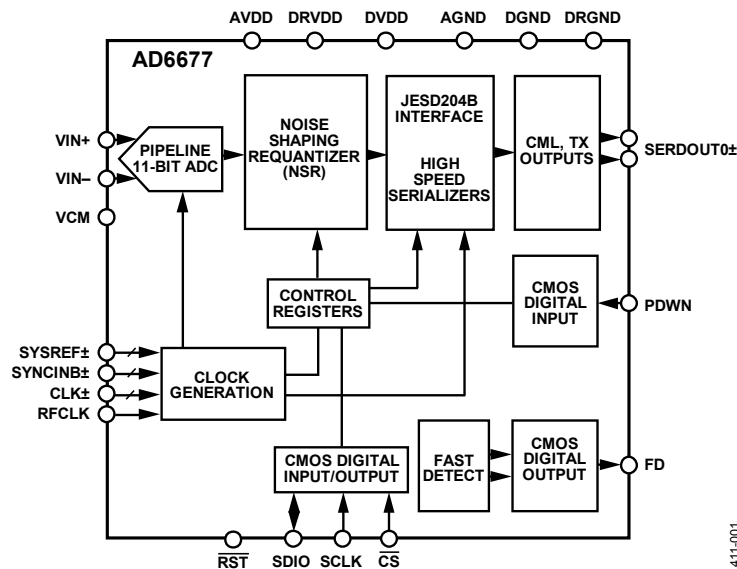 AVDD DRVDD DVDD AGND DGND DRGND
AD6677
VIN+
VIN–
VCM
PIPELINE
11-BIT ADC
NOISE
SHAPING
REQUANTIZER
(NSR)
JESD204B
INTERFACE
HIGH
SPEED
SERIALIZERS
CML, TX
OUTPUTS
SERDOUT0±
CONTROL
REGISTERS
CMOS
DIGITAL
INPUT
PDWN
SYSREF±
SYNCINB±
CLK±
RFCLK
CLOCK
GENERATION
CMOS DIGITAL
INPUT/OUTPUT
FAST
DETECT
CMOS
DIGITAL
OUTPUT
FD
RST SDIO SCLK CS
411-001